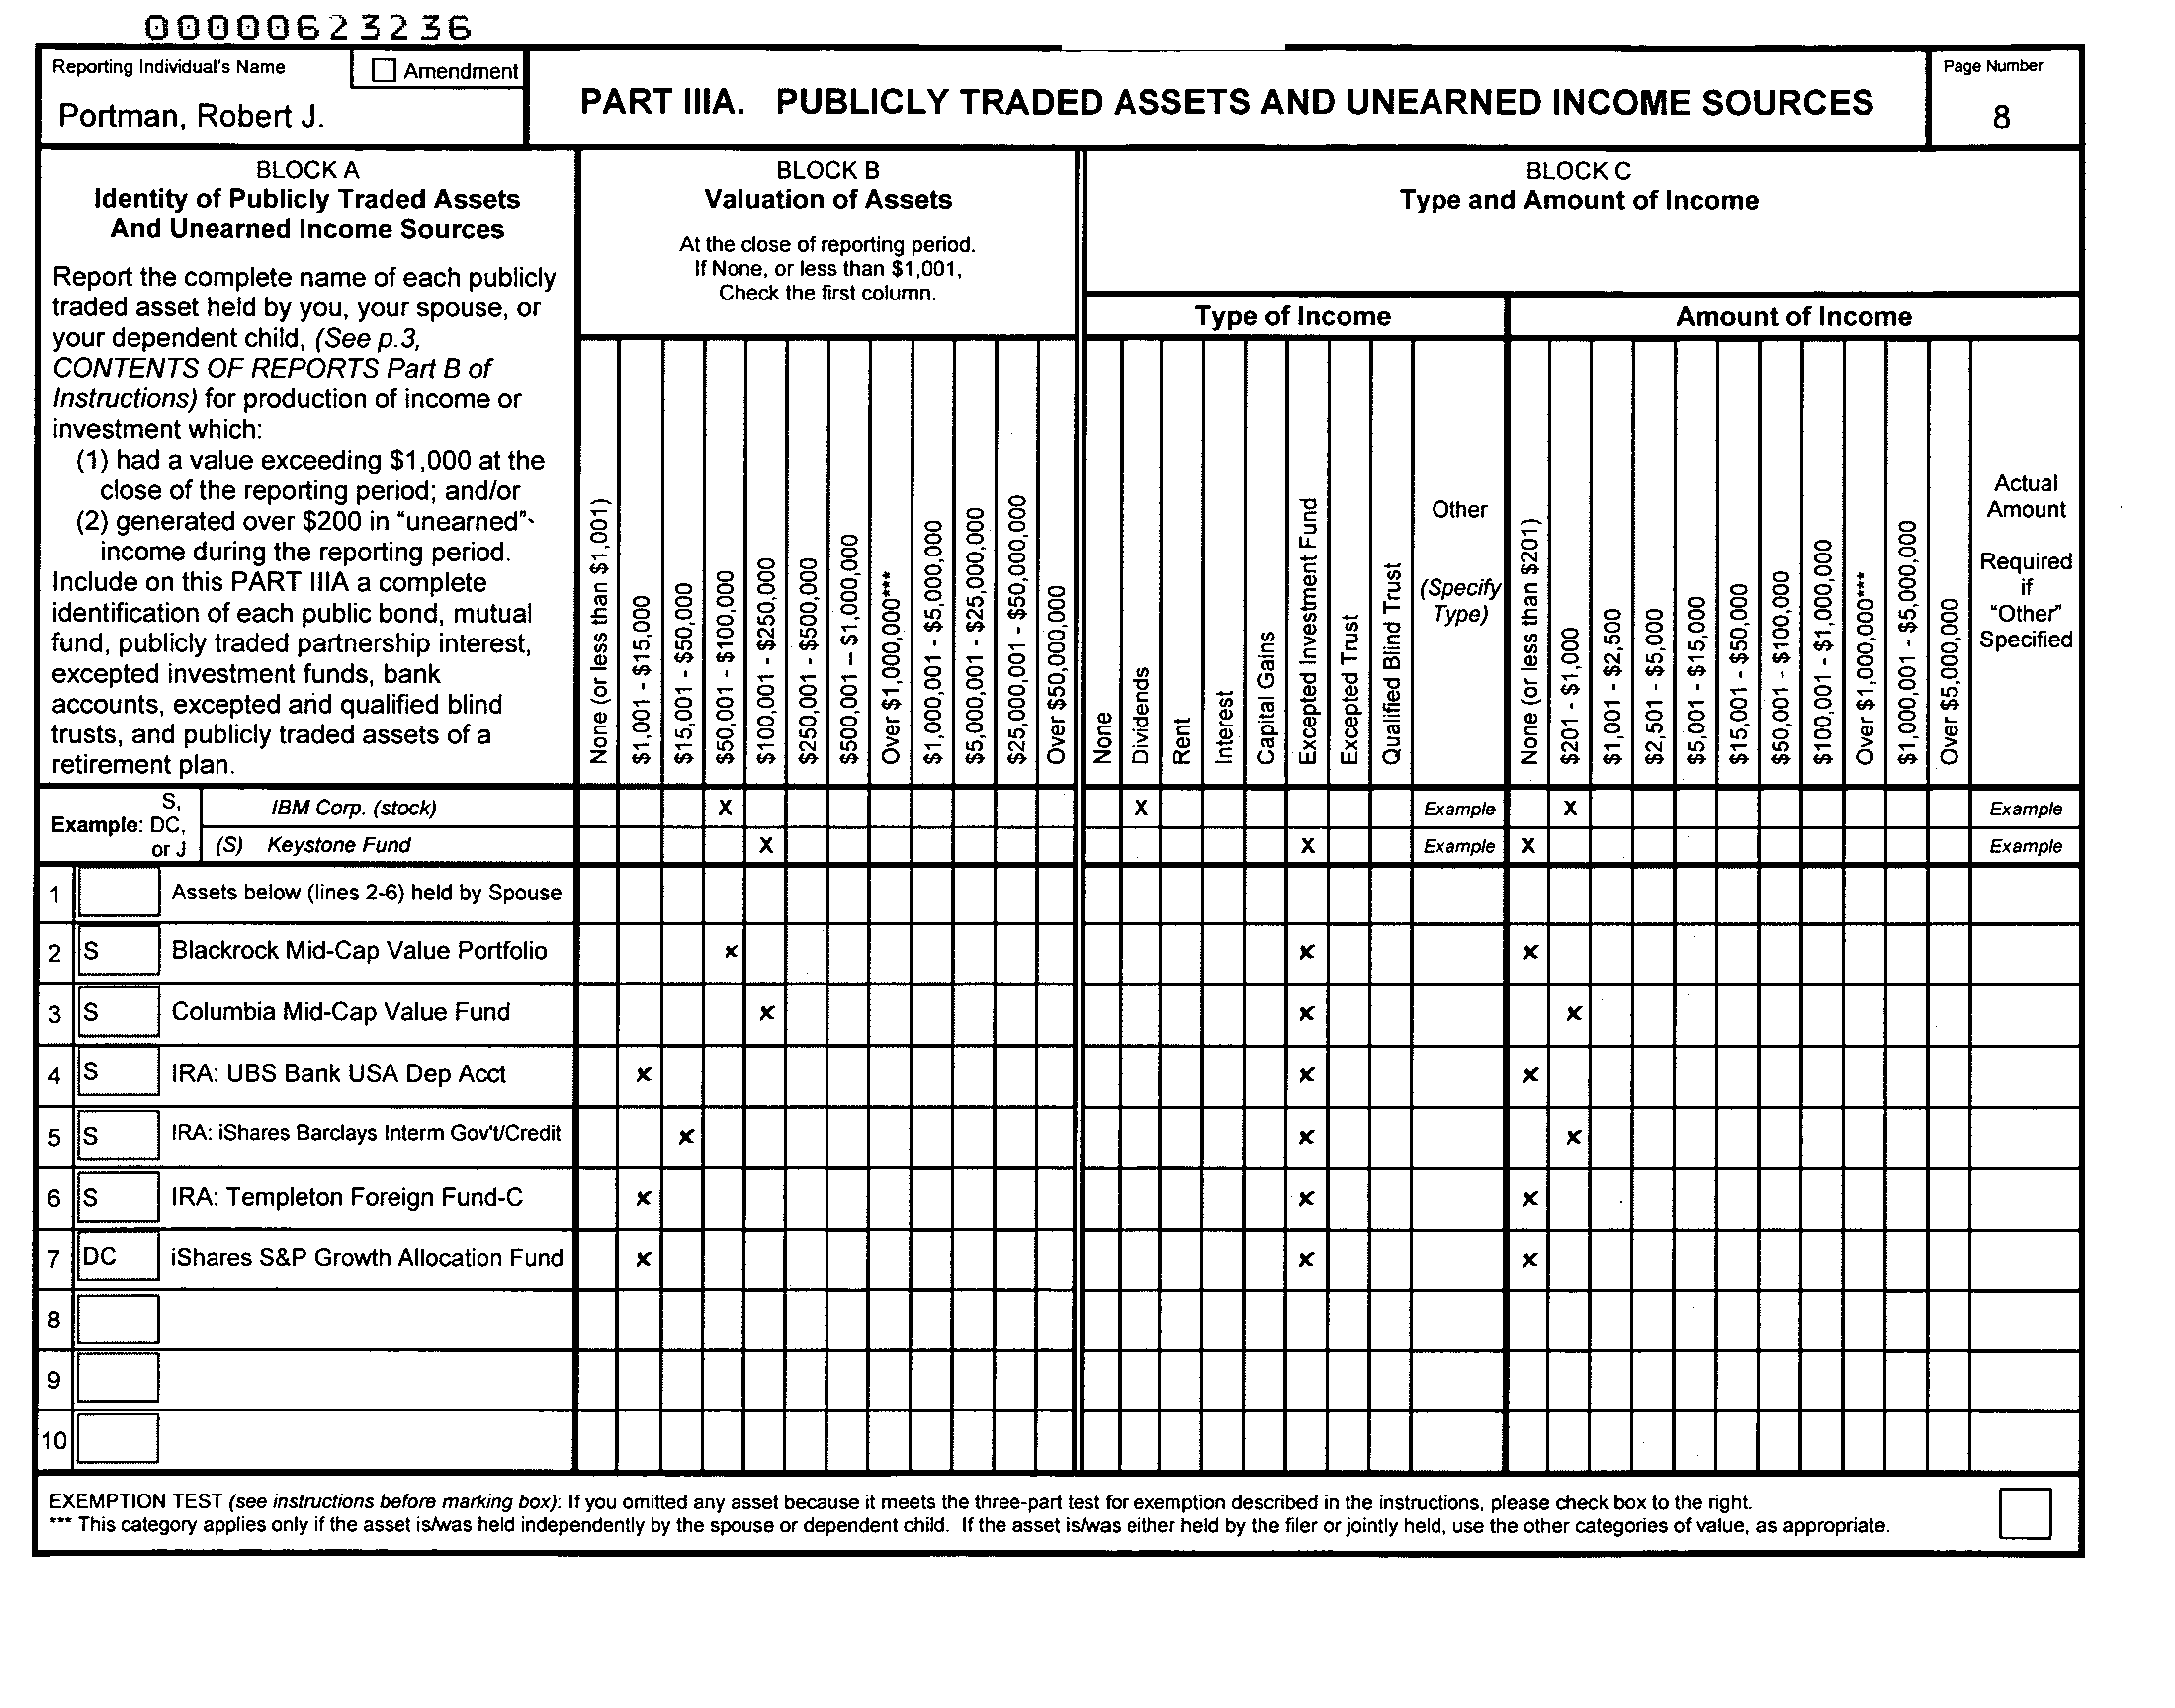 00000623236
Reporting Individual's Name
Amendment
Portman, Robert J.
PART IIIA. PUBLICLY TRADED ASSETS AND UNEARNED INCOME SOURCES
Page Number
8
BLOCK A
Identity of Publicly Traded Assets
And Unearned Income Sources
Report the complete name of each publicly
traded asset held by you, your spouse, or
your dependent child, (See p.3,
CONTENTS OF REPORTS Part B of
Instructions) for production of income or
investment which:
(1) had a value exceeding $1,000 at the
close of the reporting period; and/or
(2) generated over $200 in "unearned"
income during the reporting period.
Include on this PART IIIA a complete
identification of each public bond, mutual
fund, publicly traded partnership interest,
excepted investment funds, bank
accounts, excepted and qualified blind
trusts, and publicly traded assets of a
retirement plan.
BLOCK B
Valuation of Assets
At the close of reporting period.
If None, or less than $1,001,
Check the first column.
None (or less than $1,001)
$1,001 - $15,000
$15,001 - $50,000
$50,001 - $100,000
$100,001 - $250,000
$250,001 - $500,000
$500,001 – $1,000,000
Over $1,000,000***
$1,000,001 - $5,000,000
$5,000,001 - $25,000,000
$25,000,001 - $50,000,000
Over $50,000,000
BLOCK C
Type and Amount of Income
Type of Income
None
Dividends
Rent
Interest
Capital Gains
Excepted Investment Fund
Excepted Trust
Qualified Blind Trust
Other
(Specify
Type)
Amount of Income
None (or less than $201)
$201 - $1,000
$1,001 - $2,500
$2,501 - $5,000
$5,001 - $15,000
$15,001 - $50,000
$50,001 - $100,000
$100,001 - $1,000,000
Over $1,000,000***
$1,000,001 - $5,000,000
Over $5,000,000
Actual
Amount
Required
if
"Other"
Specified
Example: S, DC, or J
IBM Corp. (stock) X X Example X Example
(S) Keystone Fund X X Example X Example
1 Assets below (lines 2-6) held by Spouse
2 S Blackrock Mid-Cap Value Portfolio x x x
3 S Columbia Mid-Cap Value Fund x x x
4 S IRA: UBS Bank USA Dep Acct x x x
5 S IRA: iShares Barclays Interm Gov't/Credit x x x
6 S IRA: Templeton Foreign Fund-C x x x
7 DC iShares S&P Growth Allocation Fund x x x
8
9
10
EXEMPTION TEST (see instructions before marking box): If you omitted any asset because it meets the three-part test for exemption described in the instructions, please check box to the right.
*** This category applies only if the asset is/was held independently by the spouse or dependent child. If the asset is/was either held by the filer or jointly held, use the other categories of value, as appropriate.